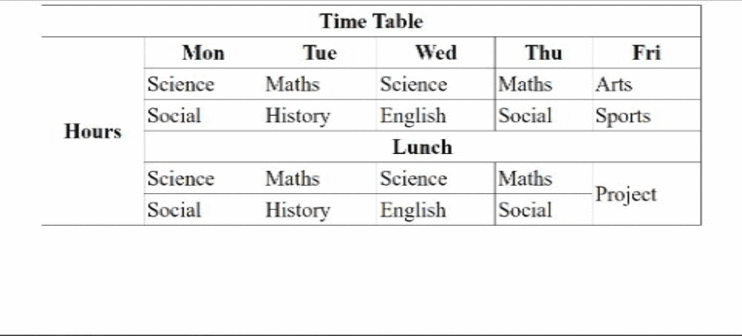 Time Table
Mon Tue Wed Thu Fri
Science Maths Science Maths Arts
Social History English Social Sports
Hours
Lunch
Science Maths Science Maths
Project
Social History English Social